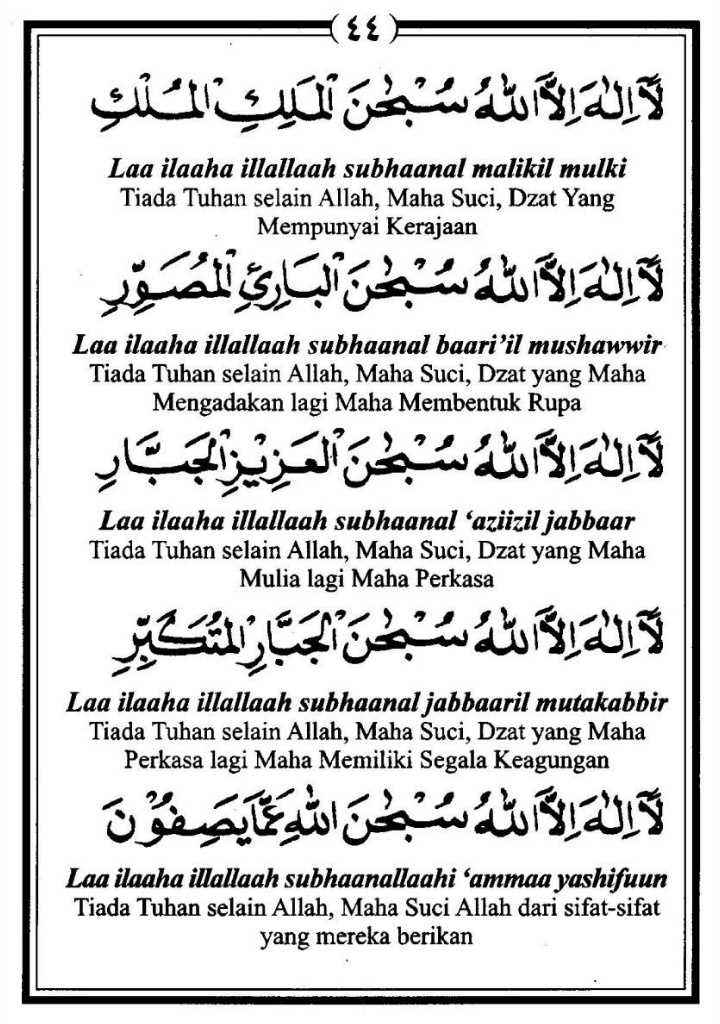 ٤٤
لَآ اِلٰهَ اِلَّا اللّٰهُ سُبْحٰنَ الْمَلِكِ الْمُلْكِ
Laa ilaaha illallaah subhaanal malikil mulki
Tiada Tuhan selain Allah, Maha Suci, Dzat Yang
Mempunyai Kerajaan
لَآ اِلٰهَ اِلَّا اللّٰهُ سُبْحٰنَ الْبَارِئِ الْمُصَوِّرِ
Laa ilaaha illallaah subhaanal baari’il mushawwir
Tiada Tuhan selain Allah, Maha Suci, Dzat yang Maha
Mengadakan lagi Maha Membentuk Rupa
لَآ اِلٰهَ اِلَّا اللّٰهُ سُبْحٰنَ الْعَزِيْزِ الْجَبَّارِ
Laa ilaaha illallaah subhaanal ‘aziizil jabbaar
Tiada Tuhan selain Allah, Maha Suci, Dzat yang Maha
Mulia lagi Maha Perkasa
لَآ اِلٰهَ اِلَّا اللّٰهُ سُبْحٰنَ الْجَبَّارِ الْمُتَكَبِّرِ
Laa ilaaha illallaah subhaanal jabbaaril mutakabbir
Tiada Tuhan selain Allah, Maha Suci, Dzat yang Maha
Perkasa lagi Maha Memiliki Segala Keagungan
لَآ اِلٰهَ اِلَّا اللّٰهُ سُبْحٰنَ اللّٰهِ عَمَّا يَصِفُوْنَ
Laa ilaaha illallaah subhaanallaahi ‘ammaa yashifuun
Tiada Tuhan selain Allah, Maha Suci Allah dari sifat-sifat
yang mereka berikan